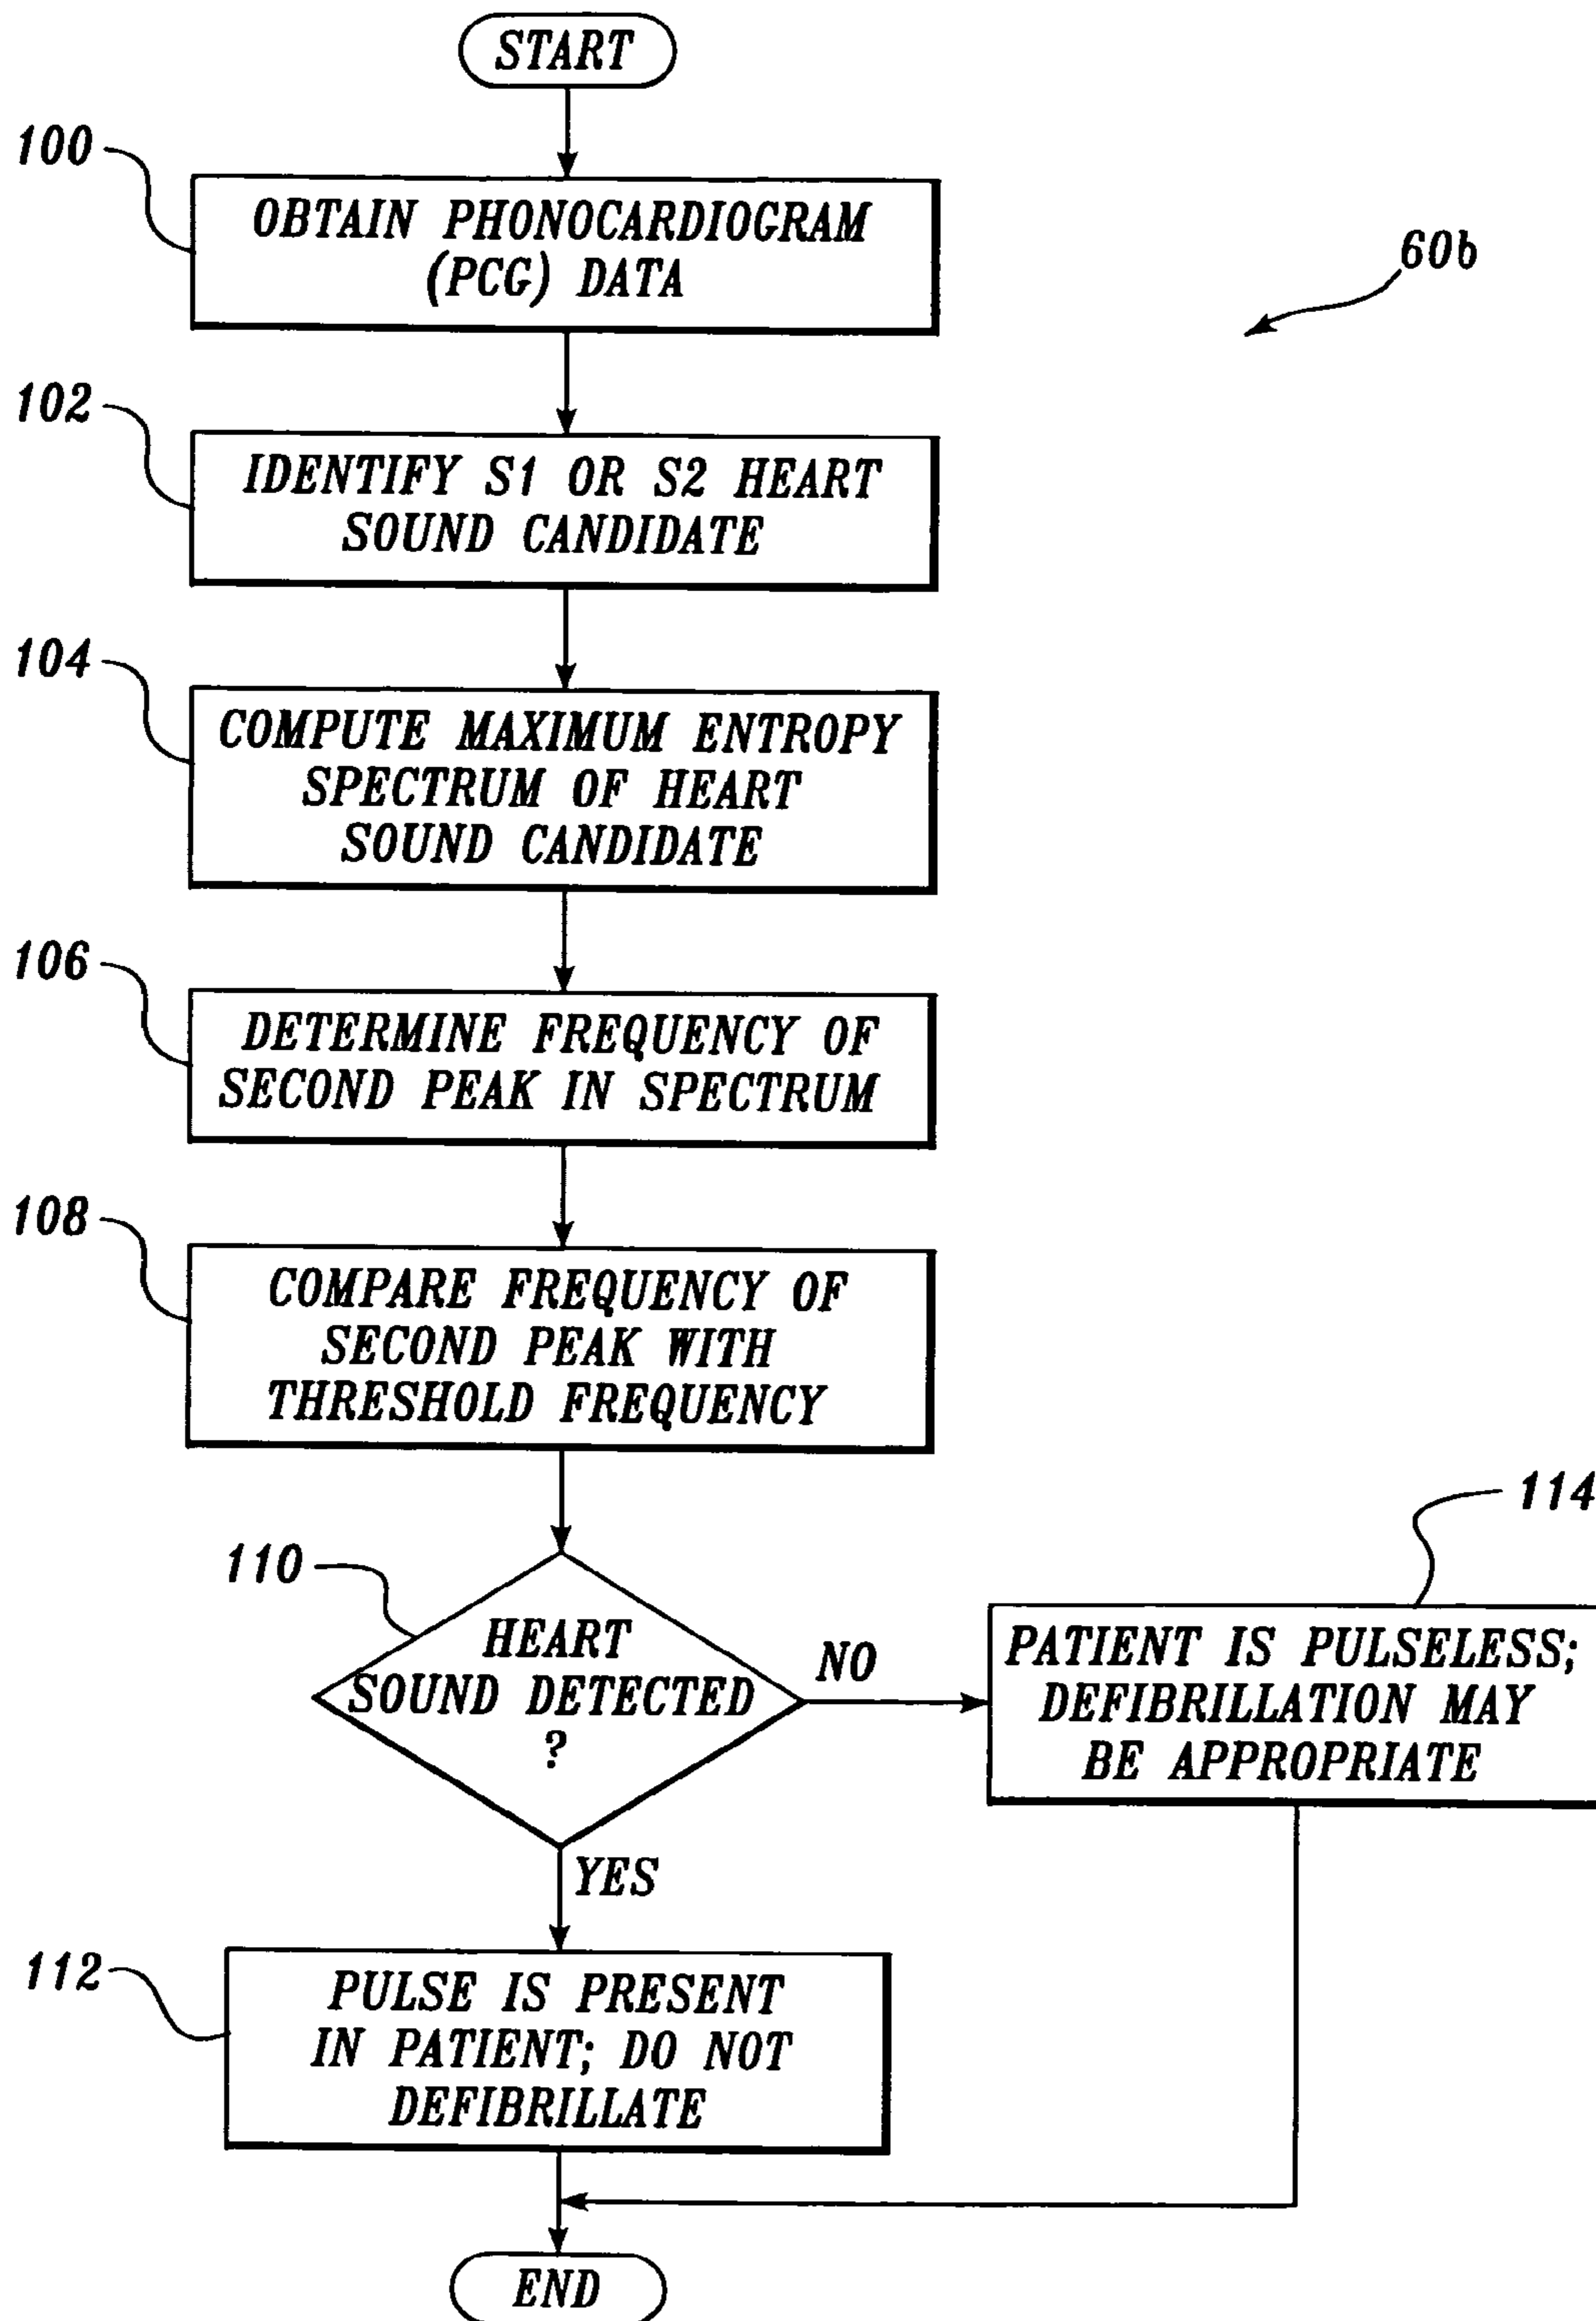 START
100
OBTAIN PHONOCARDIOGRAM
(PCG) DATA
60b
102
IDENTIFY S1 OR S2 HEART
SOUND CANDIDATE
104
COMPUTE MAXIMUM ENTROPY
SPECTRUM OF HEART
SOUND CANDIDATE
106
DETERMINE FREQUENCY OF
SECOND PEAK IN SPECTRUM
108
COMPARE FREQUENCY OF
SECOND PEAK WITH
THRESHOLD FREQUENCY
110
HEART
SOUND DETECTED
?
NO
114
PATIENT IS PULSELESS;
DEFIBRILLATION MAY
BE APPROPRIATE
YES
112
PULSE IS PRESENT
IN PATIENT; DO NOT
DEFIBRILLATE
END